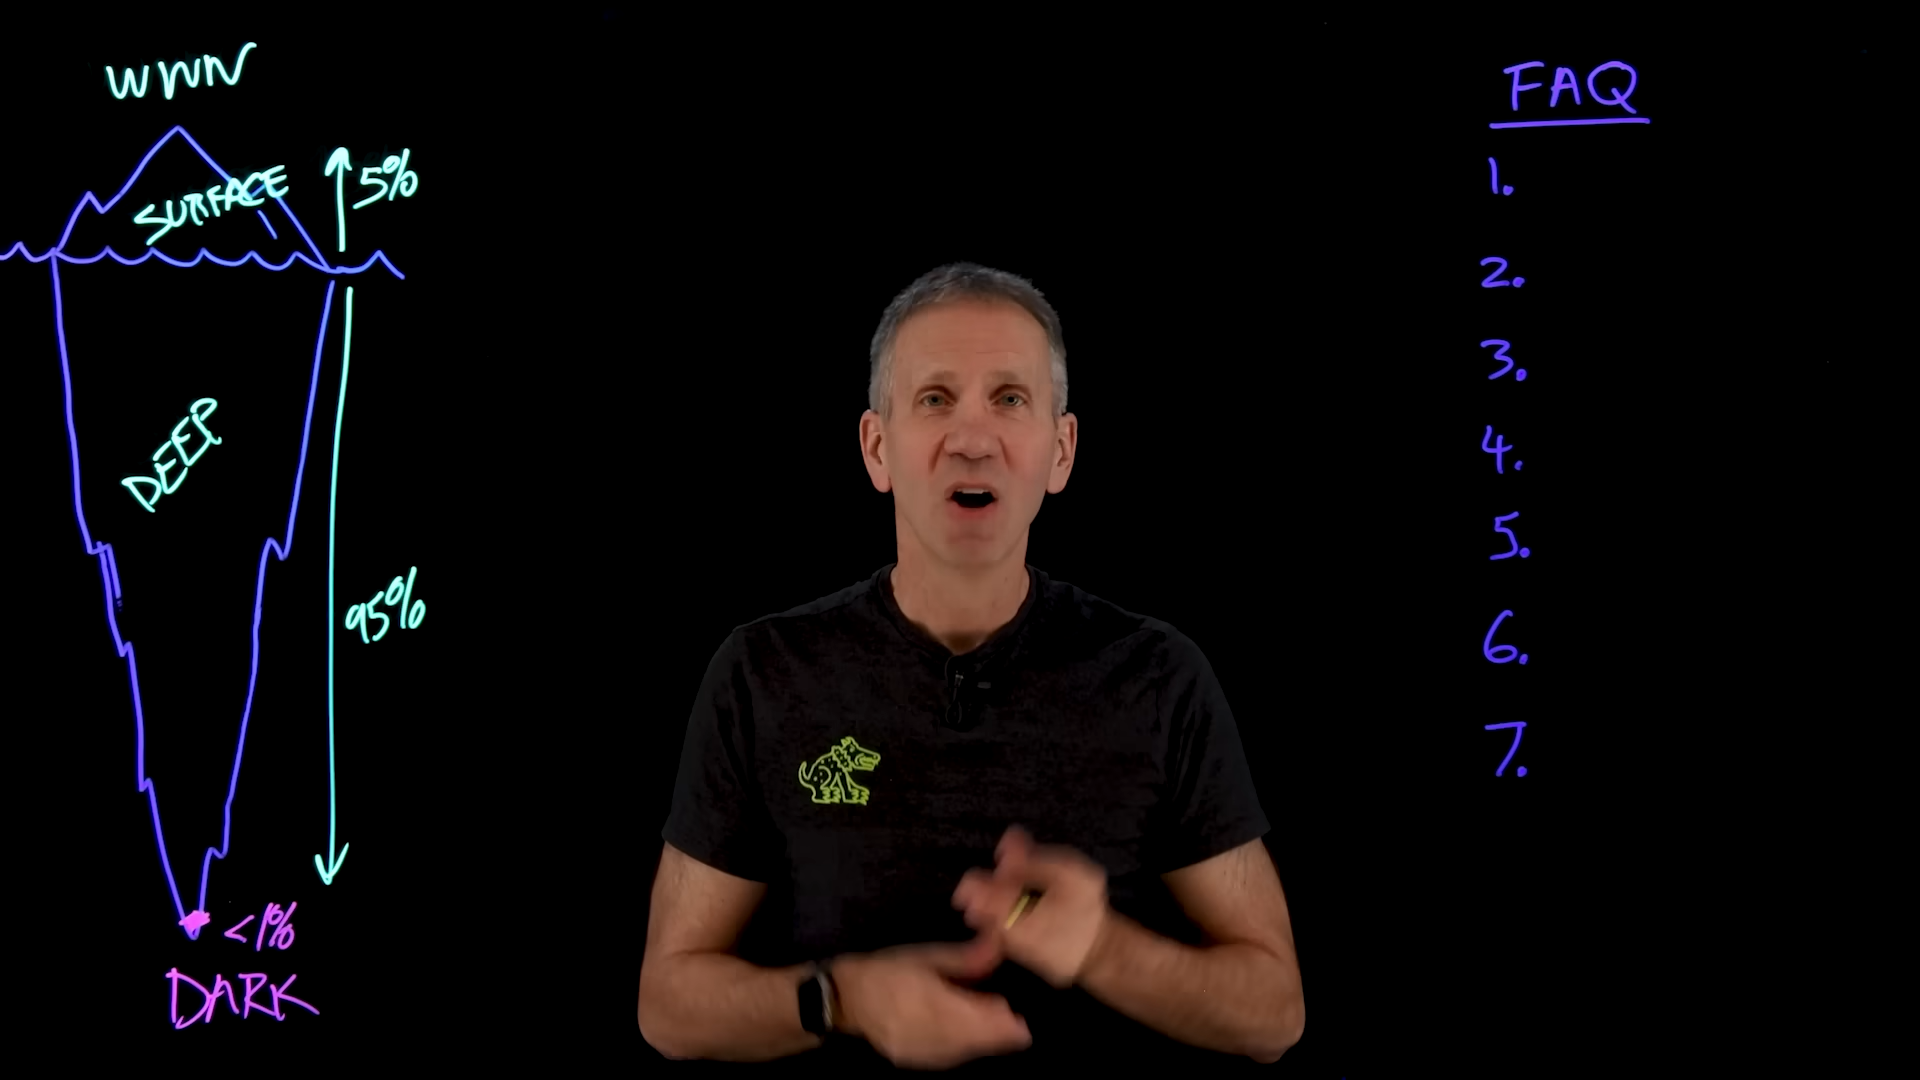 WWW
SURFACE
5%
DEEP
95%
<1%
DARK
FAQ
1.
2.
3.
4.
5.
6.
7.